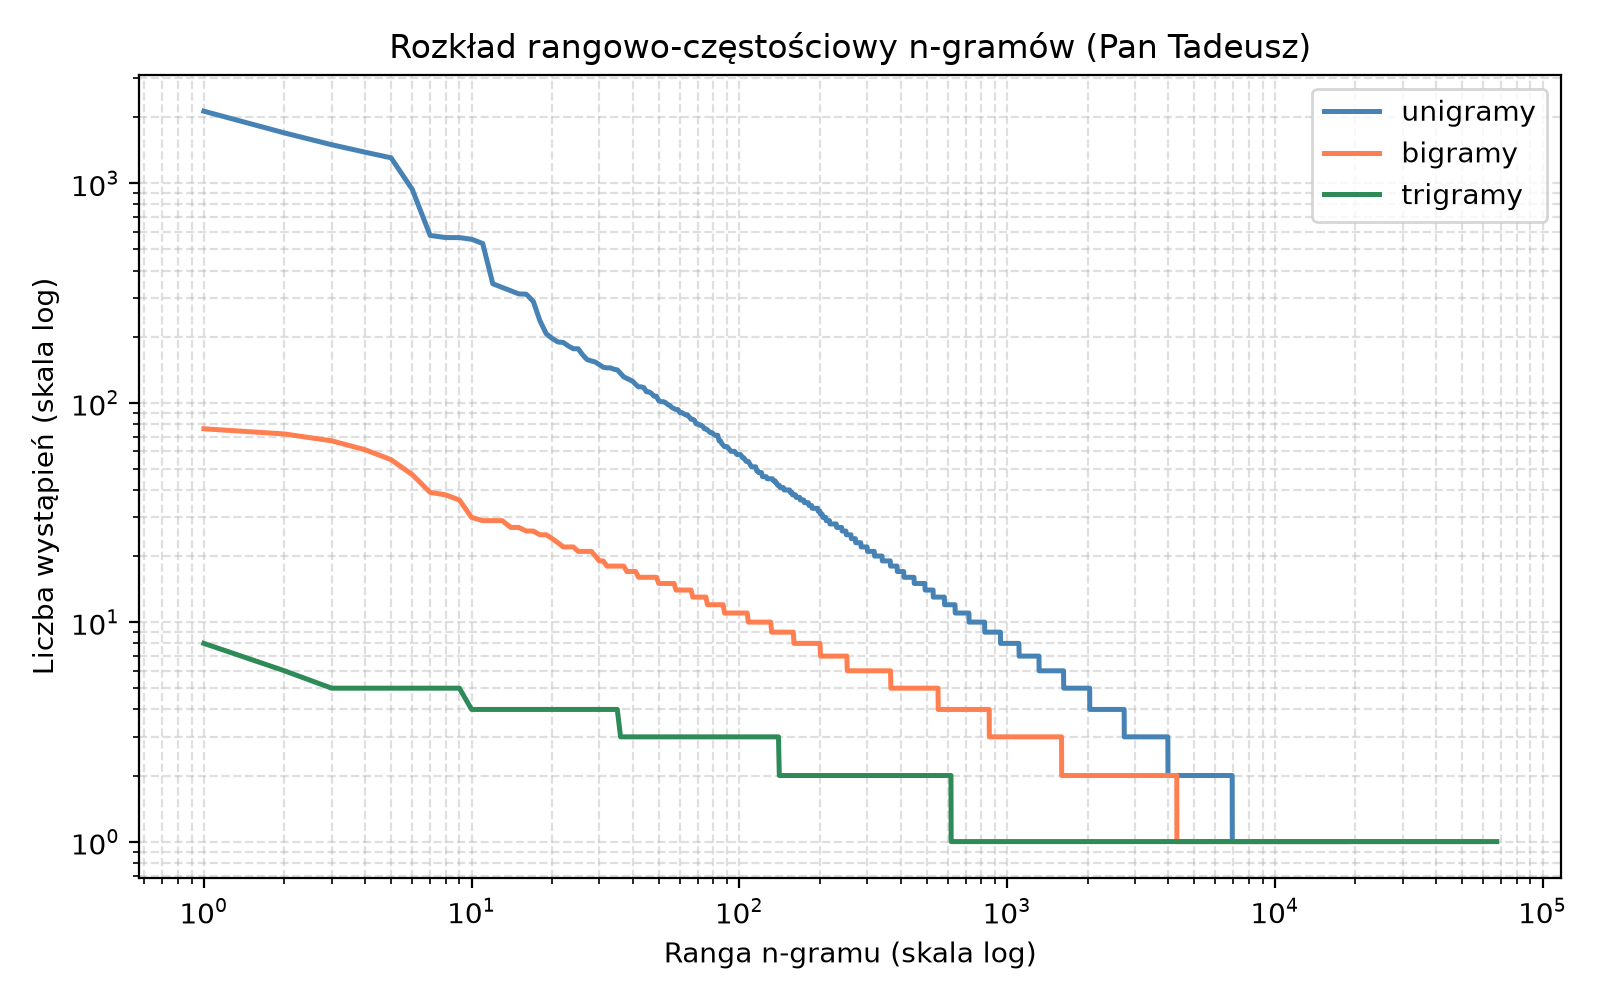 Rozkład rangowo-częstościowy n-gramów (Pan Tadeusz)
unigramy
bigramy
trigramy
Liczba wystąpień (skala log)
10³
10²
10¹
10⁰
10⁰ 10¹ 10² 10³ 10⁴ 10⁵
Ranga n-gramu (skala log)